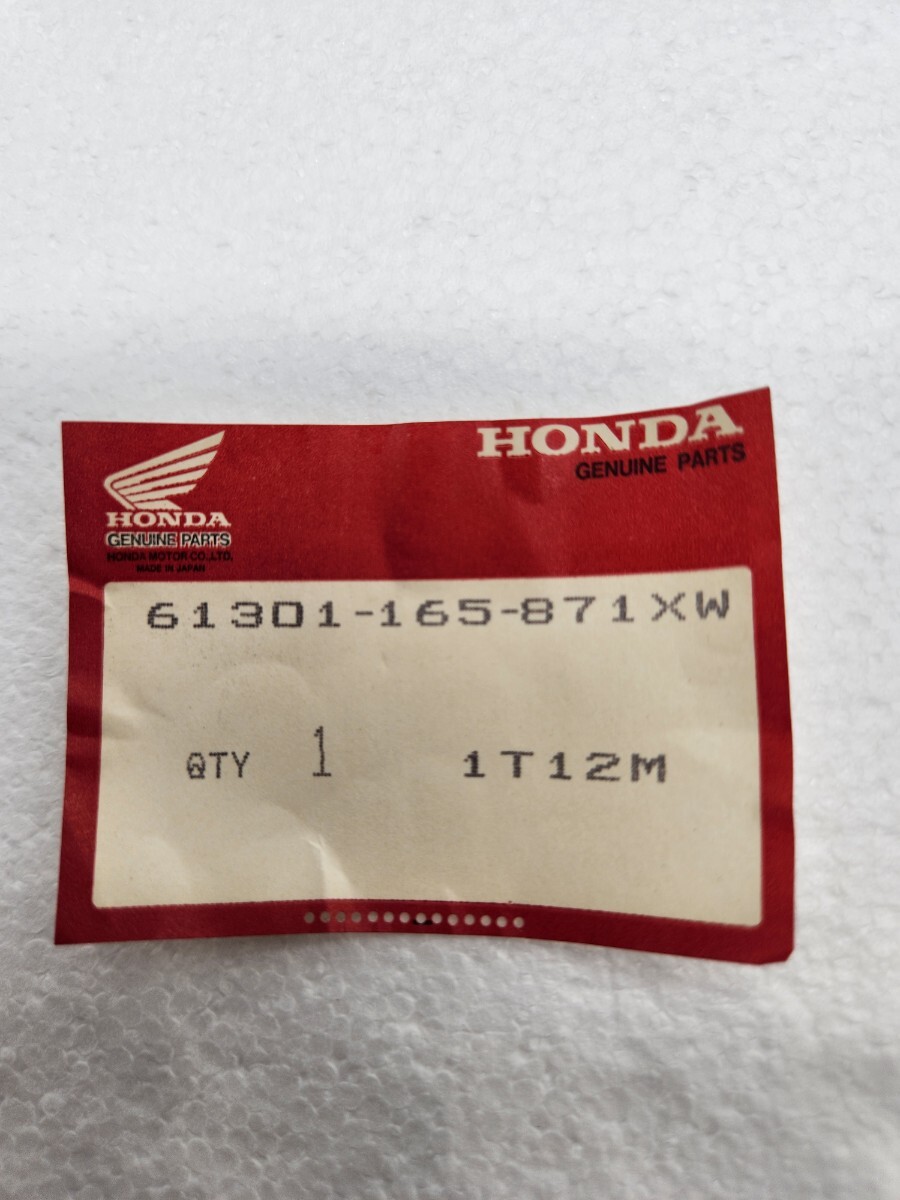 HONDA
GENUINE PARTS
HONDA
GENUINE PARTS
HONDA MOTOR CO.,LTD.
MADE IN JAPAN
61301-165-871XW
QTY 1 1T12M